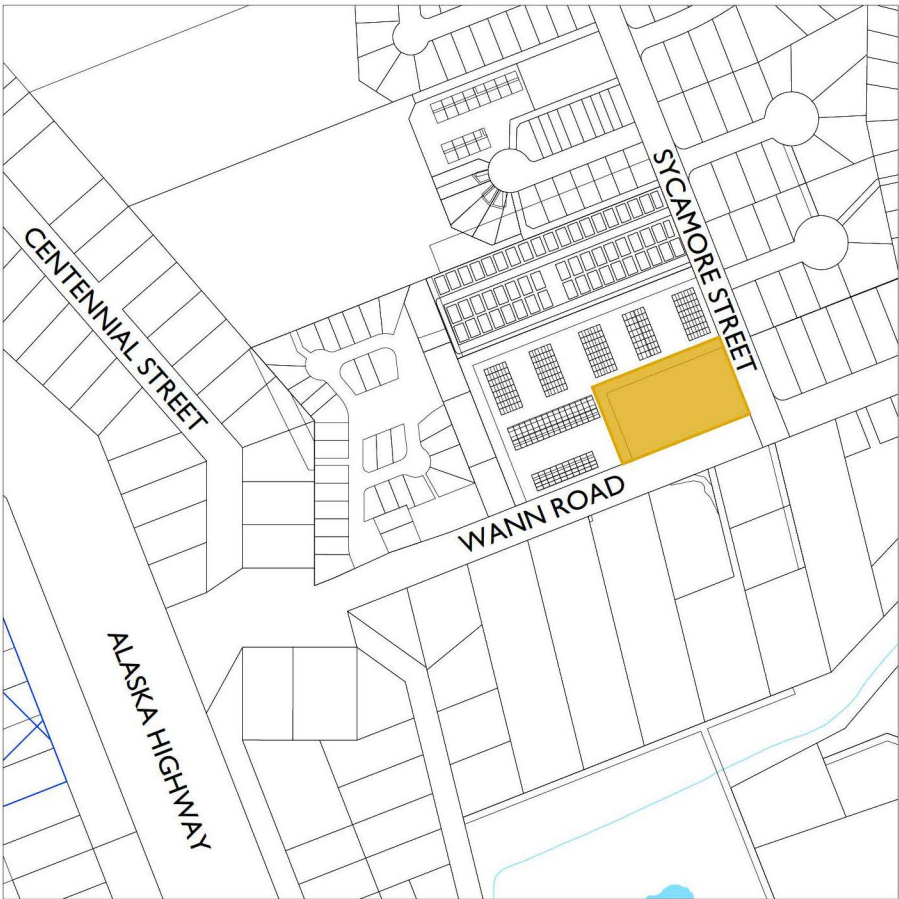 SYCAMORE STREET
CENTENNIAL STREET
WANN ROAD
ALASKA HIGHWAY